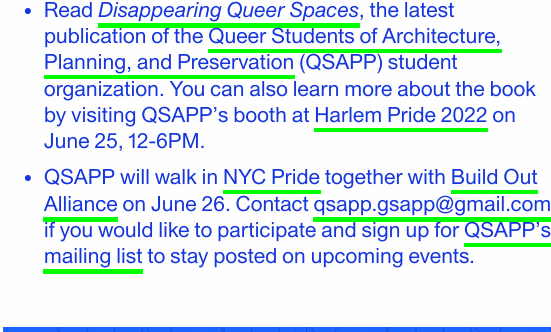 • Read Disappearing Queer Spaces, the latest
publication of the Queer Students of Architecture,
Planning, and Preservation (QSAPP) student
organization. You can also learn more about the book
by visiting QSAPP’s booth at Harlem Pride 2022 on
June 25, 12-6PM.
• QSAPP will walk in NYC Pride together with Build Out
Alliance on June 26. Contact qsapp.gsapp@gmail.com
if you would like to participate and sign up for QSAPP’s
mailing list to stay posted on upcoming events.